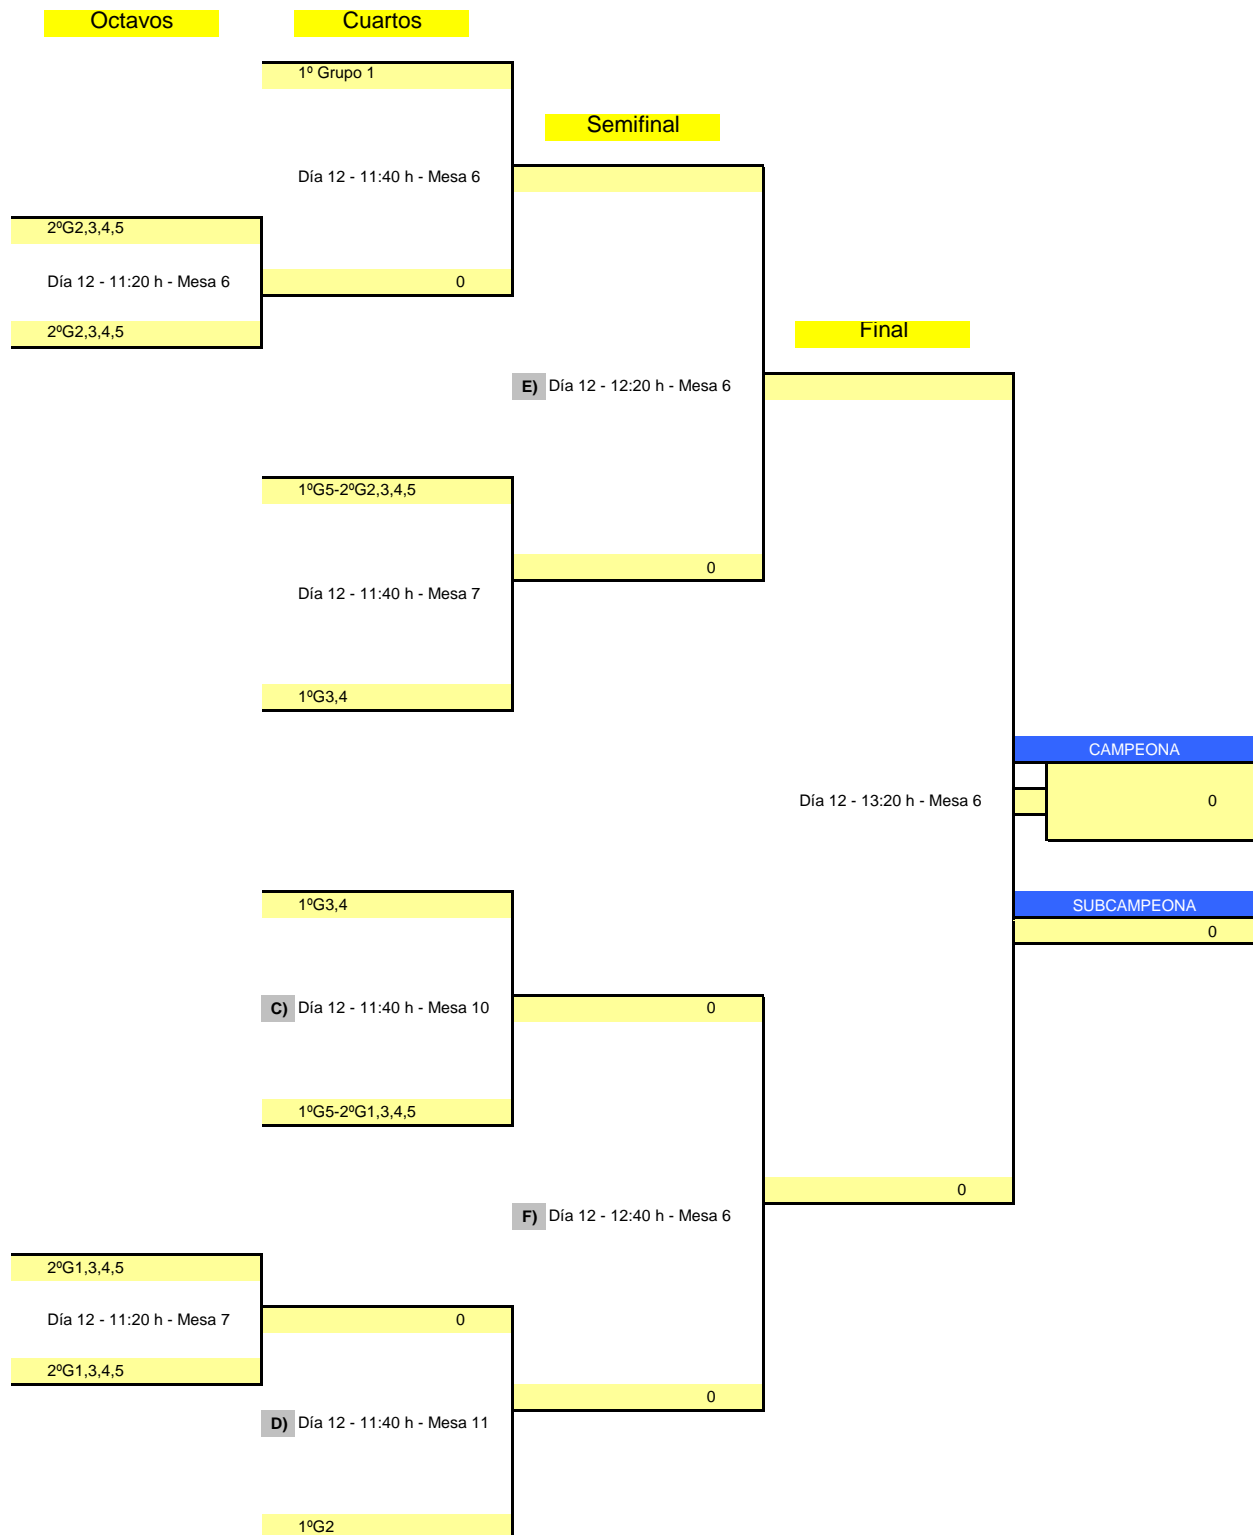 Octavos
Cuartos
1º Grupo 1
Semifinal
Día 12 - 11:40 h - Mesa 6
2ºG2,3,4,5
Día 12 - 11:20 h - Mesa 6
0
2ºG2,3,4,5
Final
E) Día 12 - 12:20 h - Mesa 6
1ºG5-2ºG2,3,4,5
0
Día 12 - 11:40 h - Mesa 7
1ºG3,4
CAMPEONA
Día 12 - 13:20 h - Mesa 6
0
1ºG3,4
SUBCAMPEONA
0
C) Día 12 - 11:40 h - Mesa 10
0
1ºG5-2ºG1,3,4,5
0
F) Día 12 - 12:40 h - Mesa 6
2ºG1,3,4,5
Día 12 - 11:20 h - Mesa 7
0
2ºG1,3,4,5
0
D) Día 12 - 11:40 h - Mesa 11
1ºG2